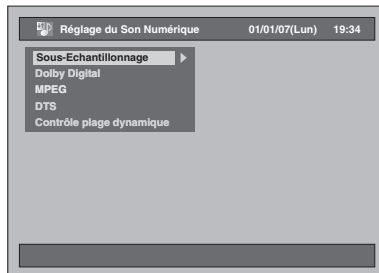 Réglage du Son Numérique 01/01/07(Lun) 19:34
Sous-Echantillonnage
Dolby Digital
MPEG
DTS
Contrôle plage dynamique